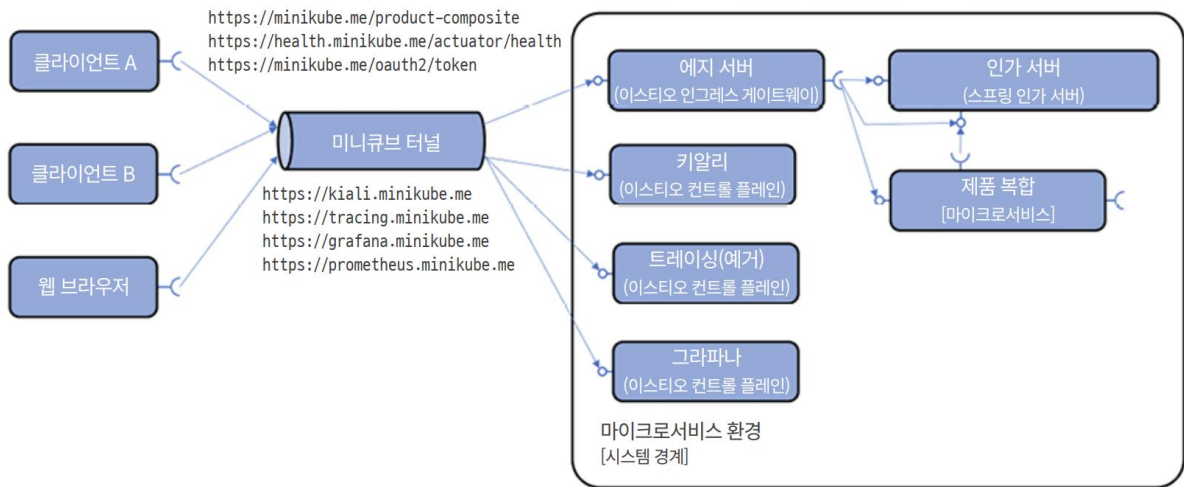 https://minikube.me/product-composite
https://health.minikube.me/actuator/health
https://minikube.me/oauth2/token
클라이언트 A
클라이언트 B
웹 브라우저
미니큐브 터널
https://kiali.minikube.me
https://tracing.minikube.me
https://grafana.minikube.me
https://prometheus.minikube.me
에지 서버
(이스티오 인그레스 게이트웨이)
인가 서버
(스프링 인가 서버)
키알리
(이스티오 컨트롤 플레인)
제품 복합
[마이크로서비스]
트레이싱(예거)
(이스티오 컨트롤 플레인)
그라파나
(이스티오 컨트롤 플레인)
마이크로서비스 환경
[시스템 경계]